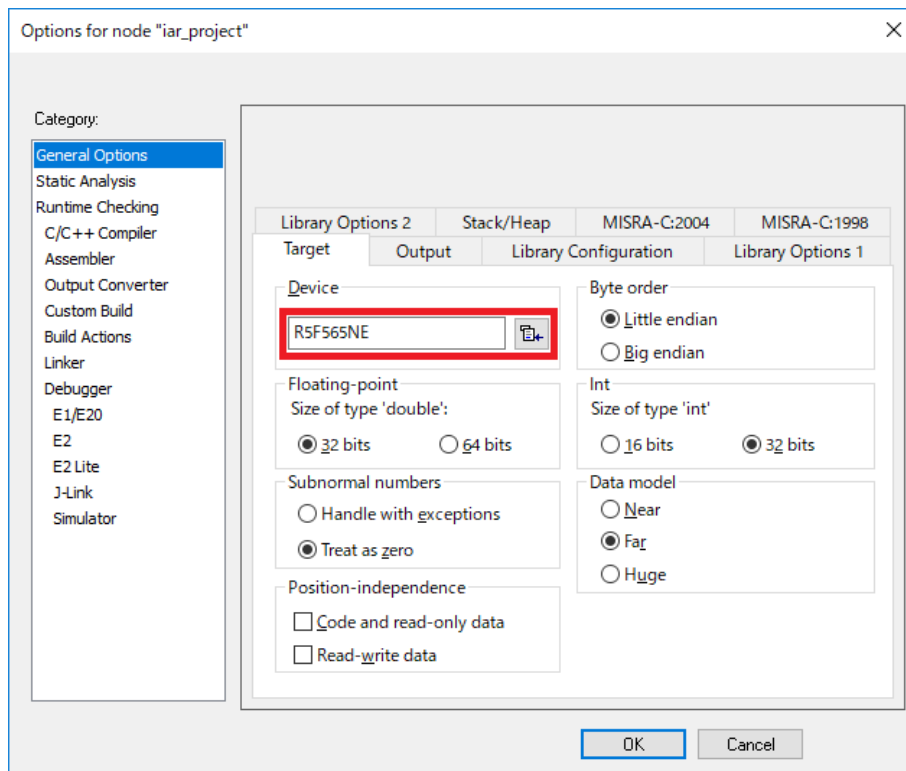 Options for node "iar_project"
Category:
General Options
Static Analysis
Runtime Checking
C/C++ Compiler
Assembler
Output Converter
Custom Build
Build Actions
Linker
Debugger
E1/E20
E2
E2 Lite
J-Link
Simulator
Library Options 2 Stack/Heap MISRA-C:2004 MISRA-C:1998
Target Output Library Configuration Library Options 1
Device
R5F565NE
Byte order
Little endian
Big endian
Floating-point
Size of type 'double':
32 bits 64 bits
Int
Size of type 'int'
16 bits 32 bits
Subnormal numbers
Handle with exceptions
Treat as zero
Data model
Near
Far
Huge
Position-independence
Code and read-only data
Read-write data
OK Cancel